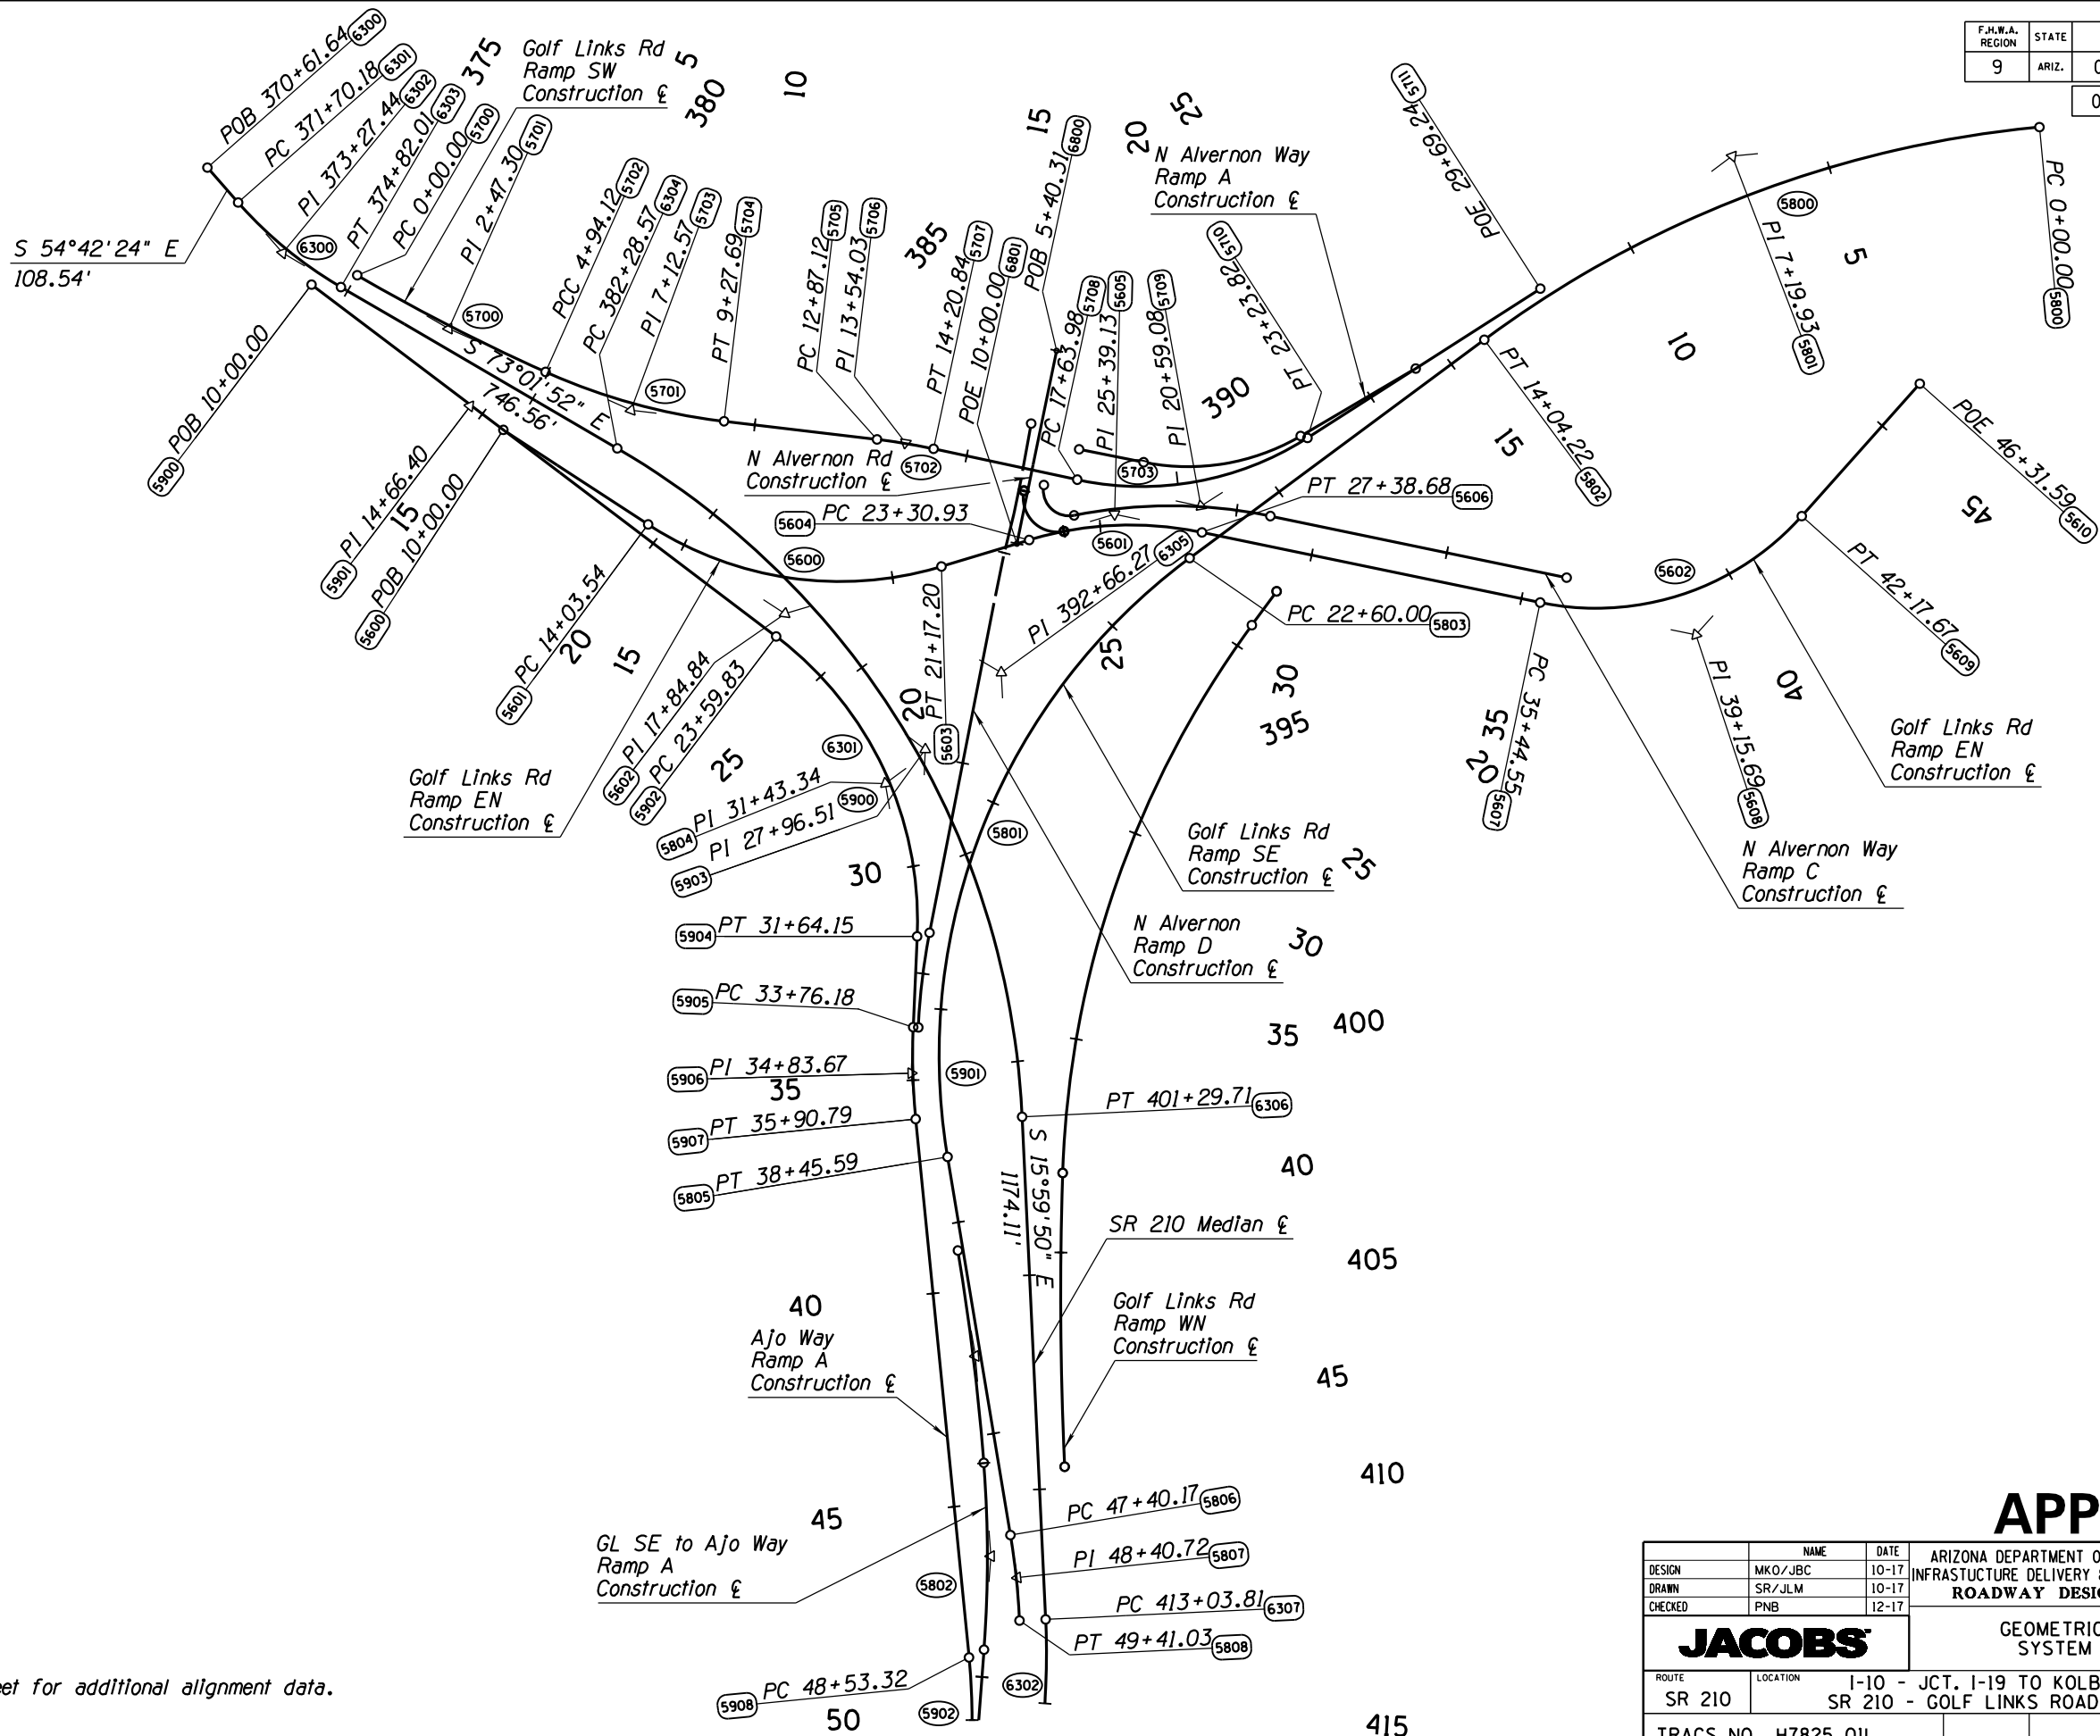 F.H.W.A. REGION
STATE
9
ARIZ.
0
0
POB 370+61.64 6300
PC 371+70.18 6301
PI 373+27.44 6302
PT 374+82.01 6303
PC 0+00.00 5700
PI 2+47.30 5701
375
Golf Links Rd
Ramp SW
Construction ℄
5
380
10
PCC 4+94.12 5702
PC 382+28.57 6304
PI 7+12.57 5703
PT 9+27.69 5704
PC 12+87.12 5705
PI 13+54.03 5706
385
PT 14+20.84 5707
POE 10+00.00 6801
POB 5+40.31 6800
15
20
25
N Alvernon Way
Ramp A
Construction ℄
PC 17+63.98 5708
PI 25+39.13 5605
PI 20+59.08 5709
PT 23+23.82 5710
390
POE 29+69.24 5711
5800
PI 7+19.93 5801
5
PC 0+00.00 5800
10
PT 14+04.22 5802
15
S 54°42'24" E
108.54'
6300
5700
S 73°01'52" E
746.56'
5701
5702
5703
N Alvernon Rd
Construction ℄
5604 PC 23+30.93
PT 27+38.68 5606
5601
PI 392+66.27 6305
PC 22+60.00 5803
POB 10+00.00
5900
PI 14+66.40
5901
15
POB 10+00.00
5600
5600
PC 14+03.54
5601
20
15
PI 17+84.84
5602
PC 23+59.83
5902
25
PT 21+17.20
5603
20
25
30
395
5602
POE 46+31.59 5610
45
PT 42+17.67 5609
40
PI 39+15.69 5608
PC 35+44.55 5607
35
20
Golf Links Rd
Ramp EN
Construction ℄
Golf Links Rd
Ramp EN
Construction ℄
6301
5804 PI 31+43.34
5903 PI 27+96.51
5900
5801
Golf Links Rd
Ramp SE
Construction ℄
25
N Alvernon Way
Ramp C
Construction ℄
30
5904 PT 31+64.15
N Alvernon
Ramp D
Construction ℄
30
5905 PC 33+76.18
35
400
5906 PI 34+83.67
35
5901
5907 PT 35+90.79
5805 PT 38+45.59
PT 401+29.71 6306
S 15°59'50" E
1174.11'
40
SR 210 Median ℄
405
40
Ajo Way
Ramp A
Construction ℄
Golf Links Rd
Ramp WN
Construction ℄
45
410
PC 47+40.17 5806
45
GL SE to Ajo Way
Ramp A
Construction ℄
PI 48+40.72 5807
5802
PC 413+03.81 6307
PT 49+41.03 5808
5908 PC 48+53.32
6302
5902
50
415
et for additional alignment data.
APP
NAME DATE
DESIGN MKO/JBC 10-17
DRAWN SR/JLM 10-17
CHECKED PNB 12-17
ARIZONA DEPARTMENT O
INFRASTUCTURE DELIVERY
ROADWAY DESI
JACOBS
GEOMETRIC
SYSTEM
ROUTE
SR 210
LOCATION
I-10 - JCT. I-19 TO KOLB
SR 210 - GOLF LINKS ROAD
TRACS NO. H7825 01L